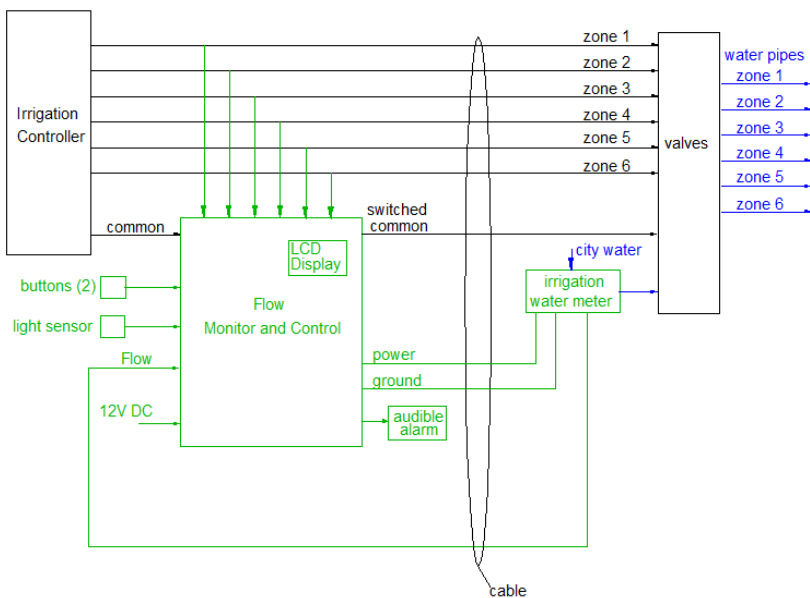 Irrigation
Controller
zone 1
zone 2
zone 3
zone 4
zone 5
zone 6
common
switched
common
valves
water pipes
zone 1
zone 2
zone 3
zone 4
zone 5
zone 6
city water
irrigation
water meter
LCD
Display
Flow
Monitor and Control
buttons (2)
light sensor
Flow
12V DC
power
ground
audible
alarm
cable